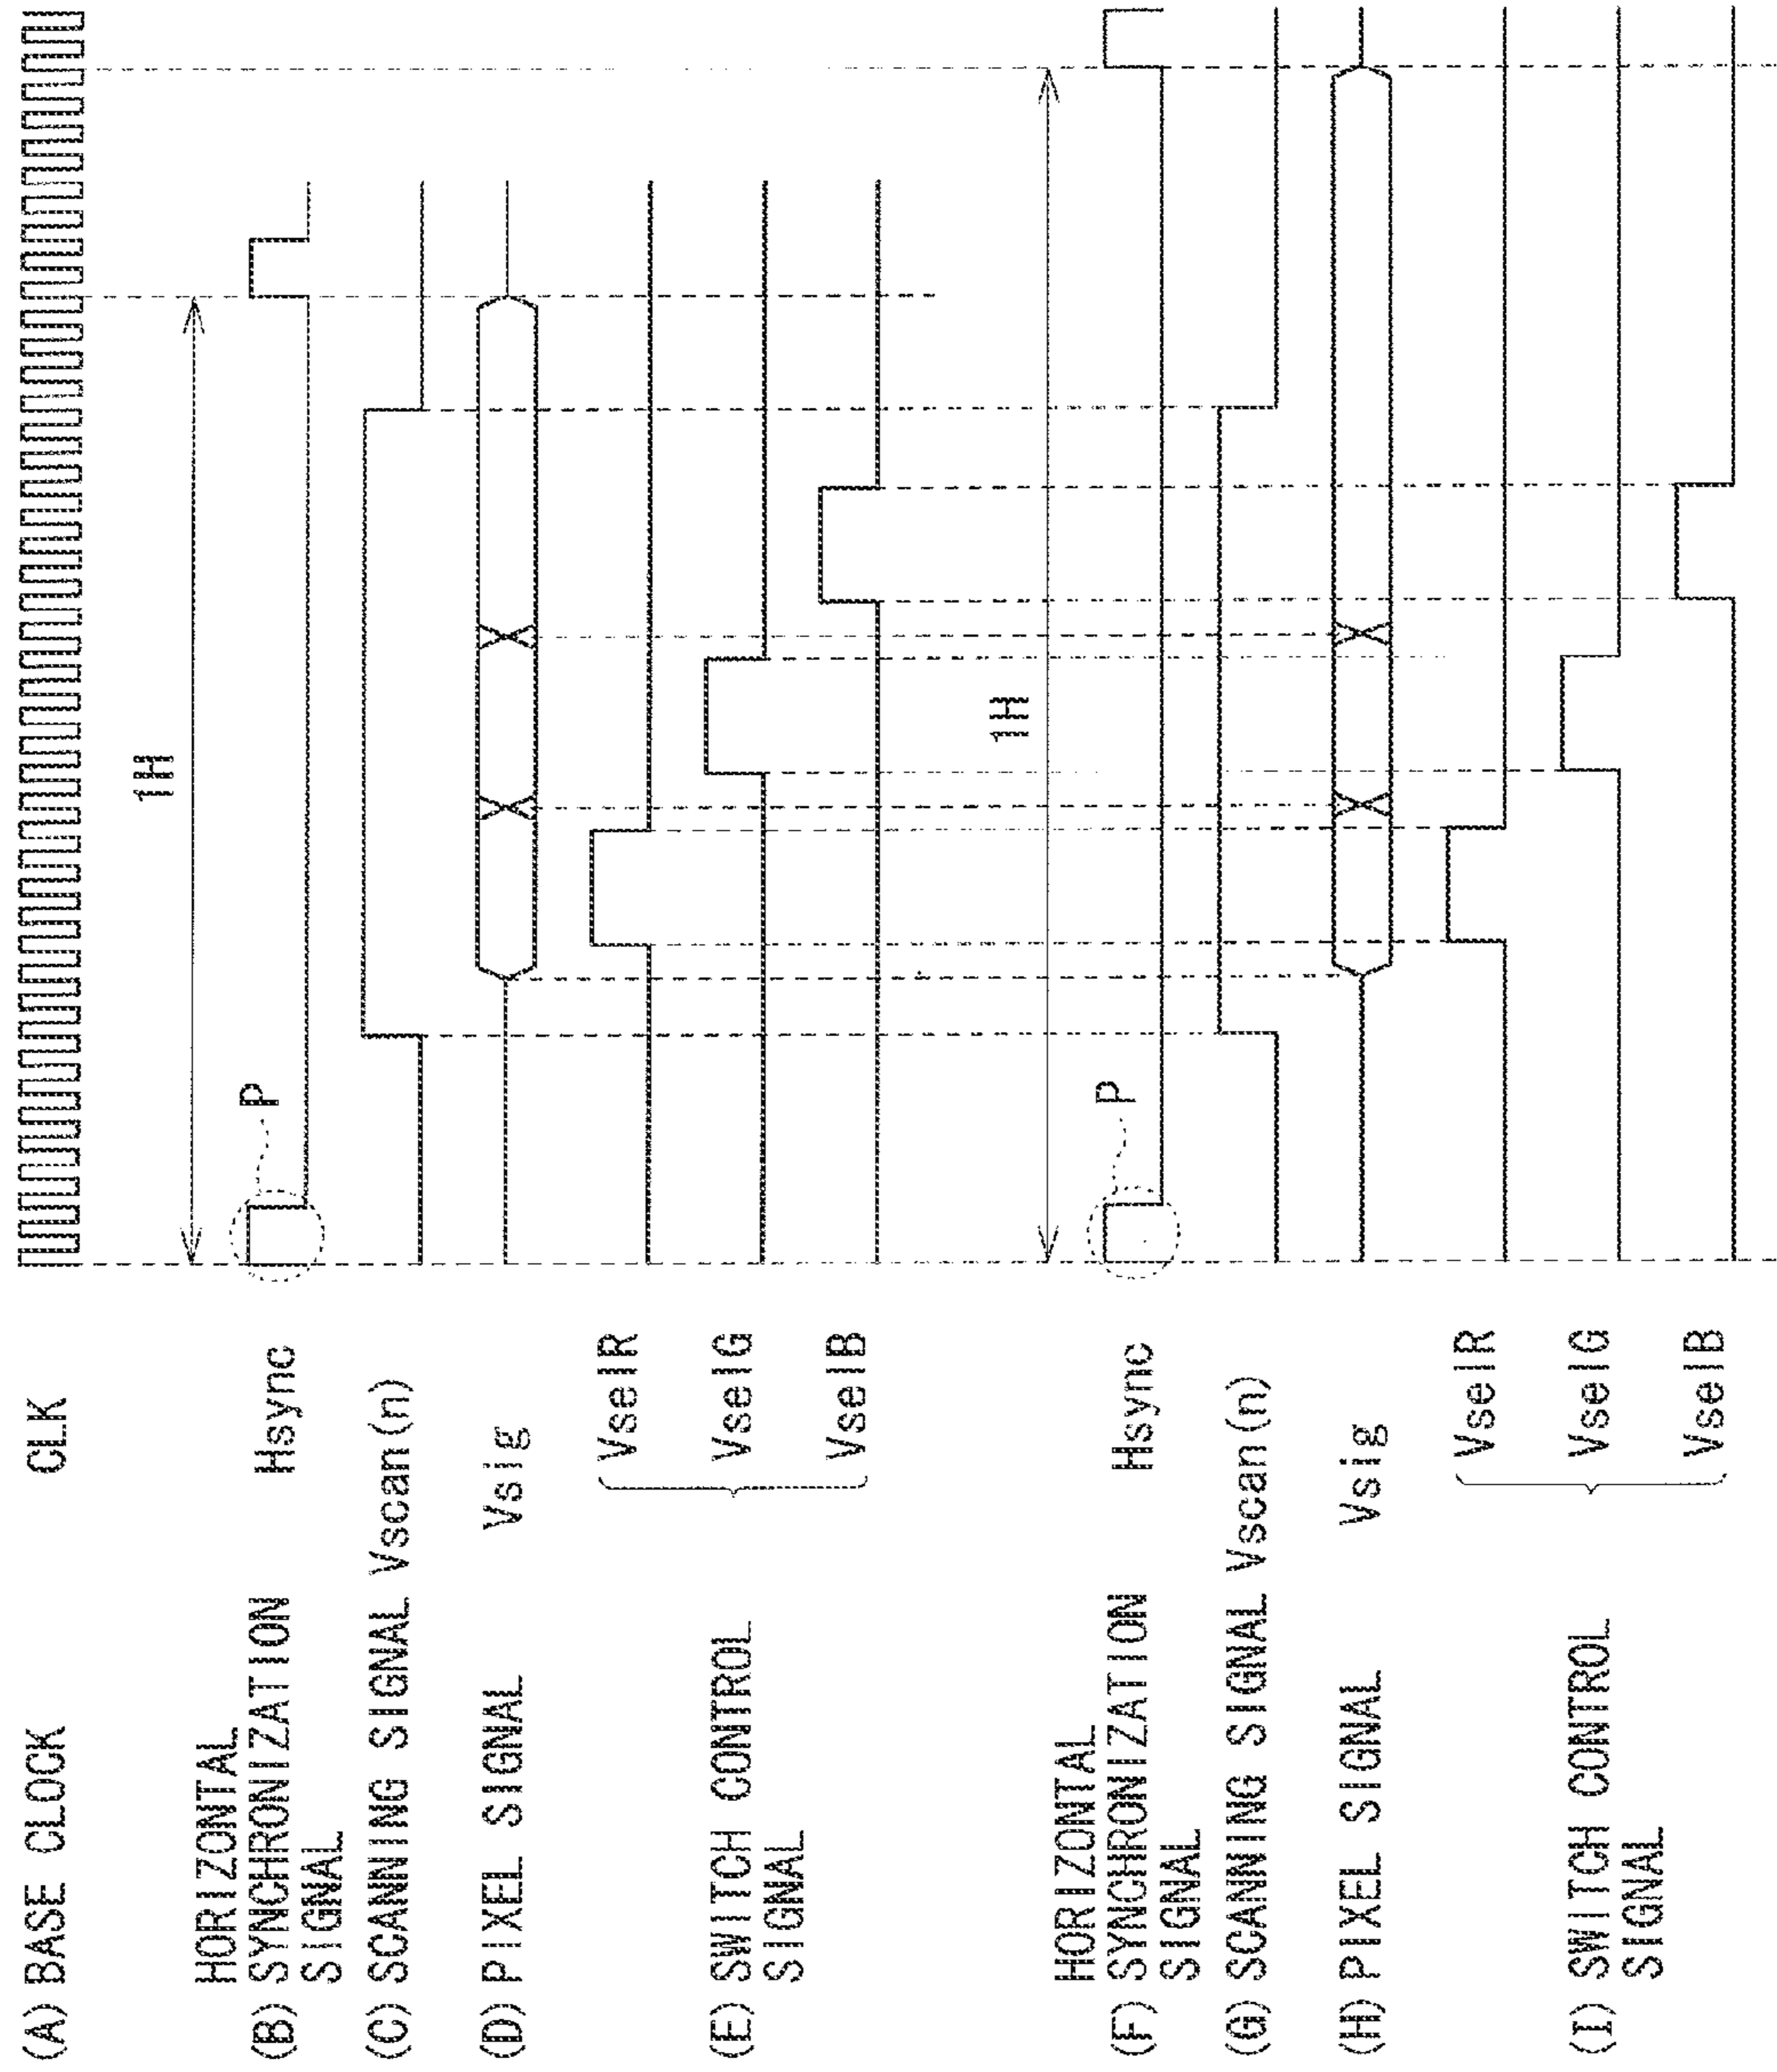 (A) BASE CLOCK CLK
1H
HORIZONTAL
(B) SYNCHRONIZATION Hsync
SIGNAL
P
(C) SCANNING SIGNAL Vscan(n)
(D) PIXEL SIGNAL Vsig
VselR
(E) SWITCH CONTROL VselG
SIGNAL
VselB
1H
HORIZONTAL
(F) SYNCHRONIZATION Hsync
SIGNAL
P
(G) SCANNING SIGNAL Vscan(n)
(H) PIXEL SIGNAL Vsig
VselR
(I) SWITCH CONTROL VselG
SIGNAL
VselB